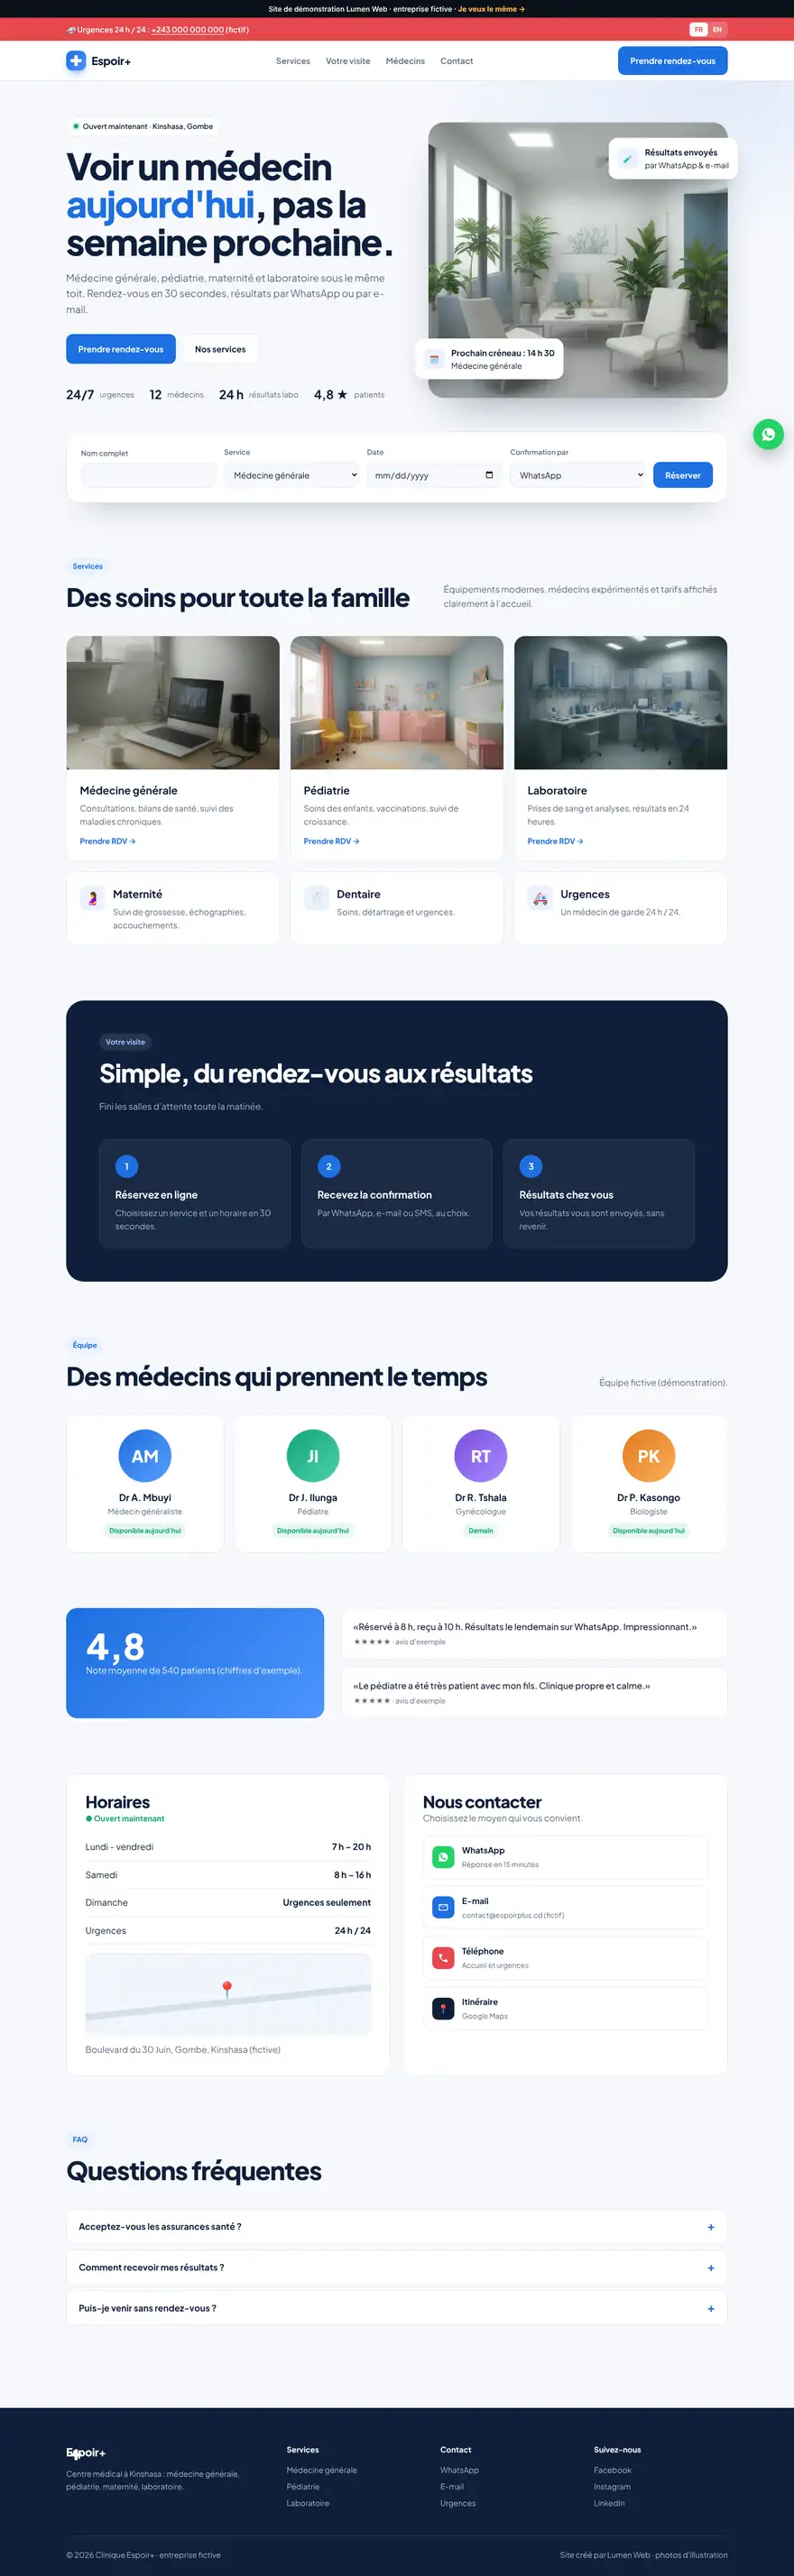 Site de démonstration Lumen Web · entreprise fictive · Je veux le même →
🚑 Urgences 24 h / 24 : +243 000 000 000 (fictif)
FR EN
Espoir+
Services Votre visite Médecins Contact
Prendre rendez-vous
Ouvert maintenant · Kinshasa, Gombe
Voir un médecin
aujourd'hui, pas la
semaine prochaine.
Médecine générale, pédiatrie, maternité et laboratoire sous le même
toit. Rendez-vous en 30 secondes, résultats par WhatsApp ou par e-
mail.
Prendre rendez-vous
Nos services
24/7 urgences 12 médecins 24 h résultats labo 4,8 ★ patients
Résultats envoyés
par WhatsApp & e-mail
Prochain créneau : 14 h 30
Médecine générale
Nom complet
Service
Médecine générale
Date
mm/dd/yyyy
Confirmation par
WhatsApp
Réserver
Services
Des soins pour toute la famille
Équipements modernes, médecins expérimentés et tarifs affichés
clairement à l'accueil.
Médecine générale
Consultations, bilans de santé, suivi des
maladies chroniques.
Prendre RDV →
Pédiatrie
Soins des enfants, vaccinations, suivi de
croissance.
Prendre RDV →
Laboratoire
Prises de sang et analyses, résultats en 24
heures.
Prendre RDV →
Maternité
Suivi de grossesse, échographies,
accouchements.
Dentaire
Soins, détartrage et urgences.
Urgences
Un médecin de garde 24 h / 24.
Votre visite
Simple, du rendez-vous aux résultats
Fini les salles d'attente toute la matinée.
1
Réservez en ligne
Choisissez un service et un horaire en 30
secondes.
2
Recevez la confirmation
Par WhatsApp, e-mail ou SMS, au choix.
3
Résultats chez vous
Vos résultats vous sont envoyés, sans
revenir.
Équipe
Des médecins qui prennent le temps
Équipe fictive (démonstration).
AM
Dr A. Mbuyi
Médecin généraliste
Disponible aujourd'hui
JI
Dr J. Ilunga
Pédiatre
Disponible aujourd'hui
RT
Dr R. Tshala
Gynécologue
Demain
PK
Dr P. Kasongo
Biologiste
Disponible aujourd'hui
4,8
Note moyenne de 540 patients (chiffres d'exemple).
«Réservé à 8 h, reçu à 10 h. Résultats le lendemain sur WhatsApp. Impressionnant.»
★★★★★ · avis d'exemple
«Le pédiatre a été très patient avec mon fils. Clinique propre et calme.»
★★★★★ · avis d'exemple
Horaires
● Ouvert maintenant
Lundi – vendredi 7 h – 20 h
Samedi 8 h – 16 h
Dimanche Urgences seulement
Urgences 24 h / 24
Boulevard du 30 Juin, Gombe, Kinshasa (fictive)
Nous contacter
Choisissez le moyen qui vous convient.
WhatsApp
Réponse en 15 minutes
E-mail
contact@espoirplus.cd (fictif)
Téléphone
Accueil et urgences
Itinéraire
Google Maps
FAQ
Questions fréquentes
Acceptez-vous les assurances santé ? +
Comment recevoir mes résultats ? +
Puis-je venir sans rendez-vous ? +
Espoir+
Centre médical à Kinshasa : médecine générale,
pédiatrie, maternité, laboratoire.
Services
Médecine générale
Pédiatrie
Laboratoire
Contact
WhatsApp
E-mail
Urgences
Suivez-nous
Facebook
Instagram
LinkedIn
© 2026 Clinique Espoir+ · entreprise fictive
Site créé par Lumen Web · photos d'illustration